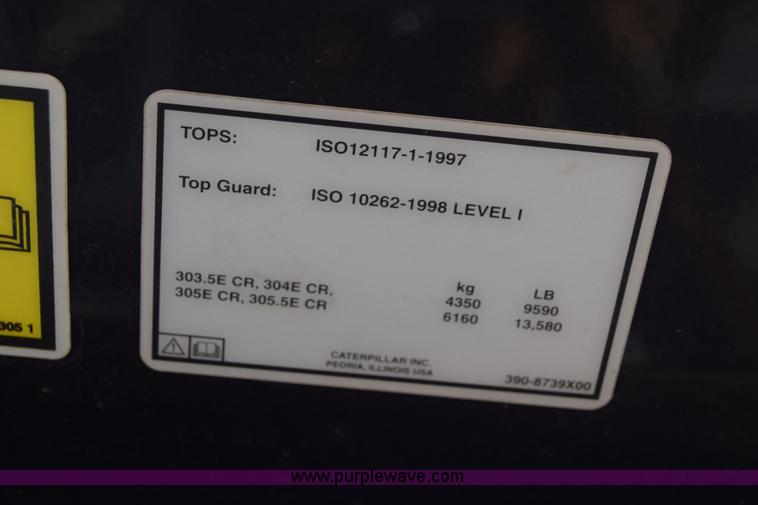 TOPS: ISO12117-1-1997
Top Guard: ISO 10262-1998 LEVEL I
kg LB
303.5E CR, 304E CR, 4350 9590
305E CR, 305.5E CR 6160 13,580
CATERPILLAR INC.
PEORIA, ILLINOIS USA
390-8739X00
305 1
www.purplewave.com